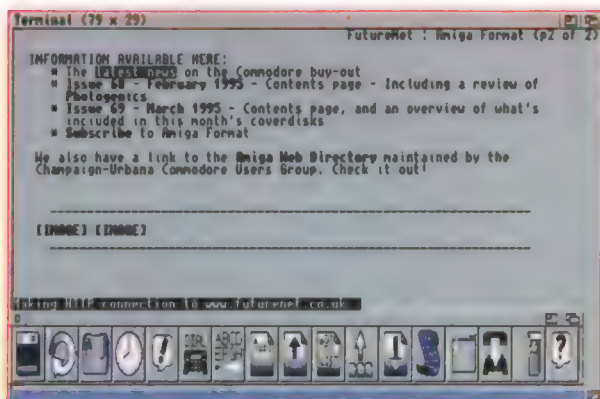 Terminal (79 x 29)
FutureNet : Amiga Format (p2 of 2)
INFORMATION AVAILABLE HERE:
* The latest news on the Commodore buy-out
* Issue 68 - February 1995 - Contents page - Including a review of
Photogenics
* Issue 69 - March 1995 - Contents page, and an overview of what's
included in this month's coverdisks
* Subscribe to Amiga Format
We also have a link to the Amiga Web Directory maintained by the
Champaign-Urbana Commodore Users Group. Check it out!
[IMAGE] [IMAGE]
Making HTTP connection to www.futurenet.co.uk